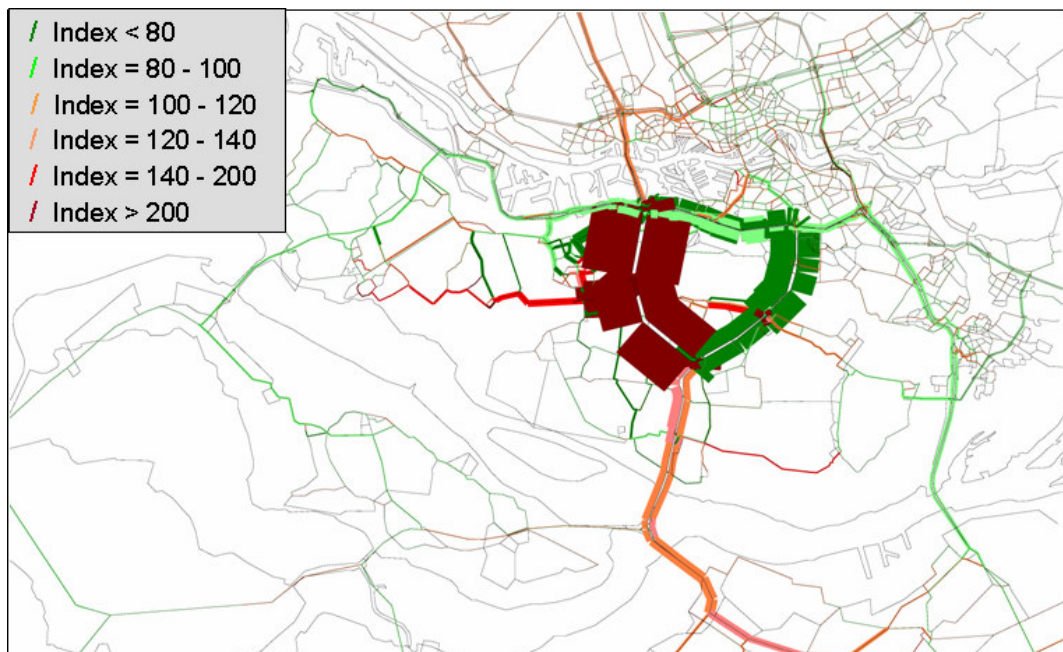 Index < 80
Index = 80 - 100
Index = 100 - 120
Index = 120 - 140
Index = 140 - 200
Index > 200